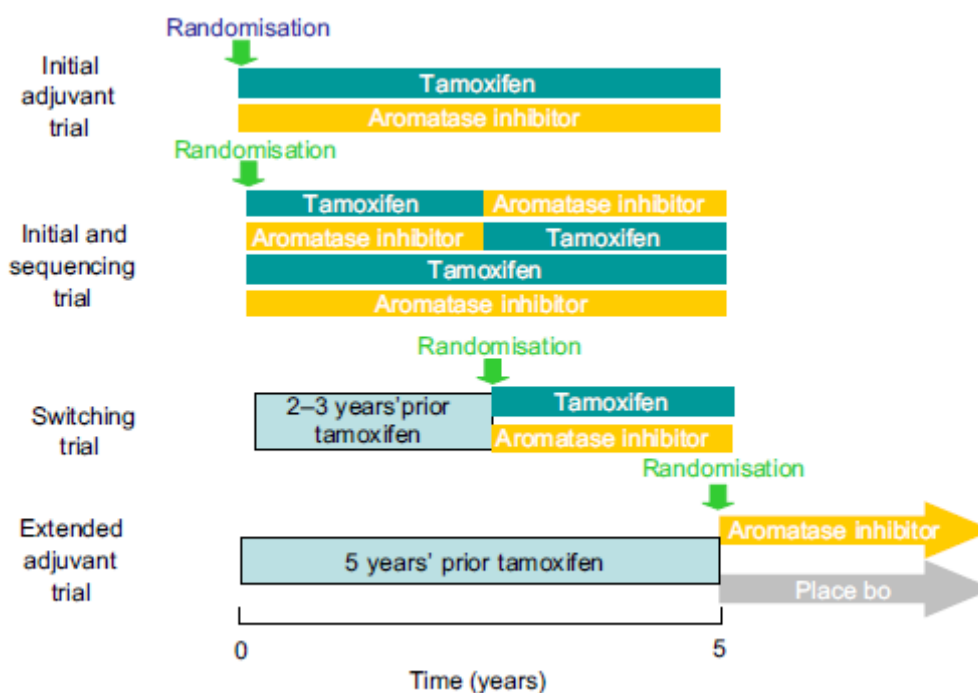 Randomisation
Initial
adjuvant
trial
Tamoxifen
Aromatase inhibitor
Randomisation
Initial and
sequencing
trial
Tamoxifen Aromatase inhibitor
Aromatase inhibitor Tamoxifen
Tamoxifen
Aromatase inhibitor
Randomisation
Switching
trial
2–3 years'prior
tamoxifen
Tamoxifen
Aromatase inhibitor
Randomisation
Extended
adjuvant
trial
5 years' prior tamoxifen
Aromatase inhibitor
Place bo
0 5
Time (years)